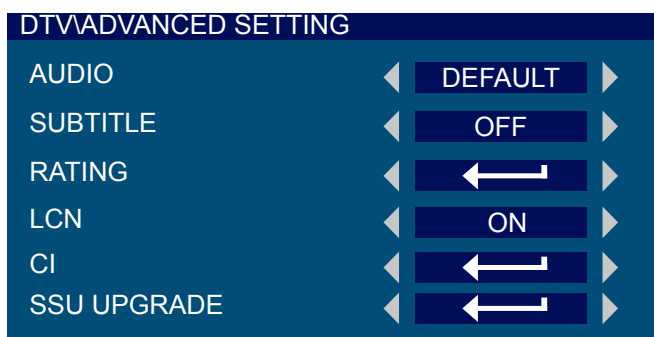 DTV\ADVANCED SETTING
AUDIO DEFAULT
SUBTITLE OFF
RATING
LCN ON
CI
SSU UPGRADE